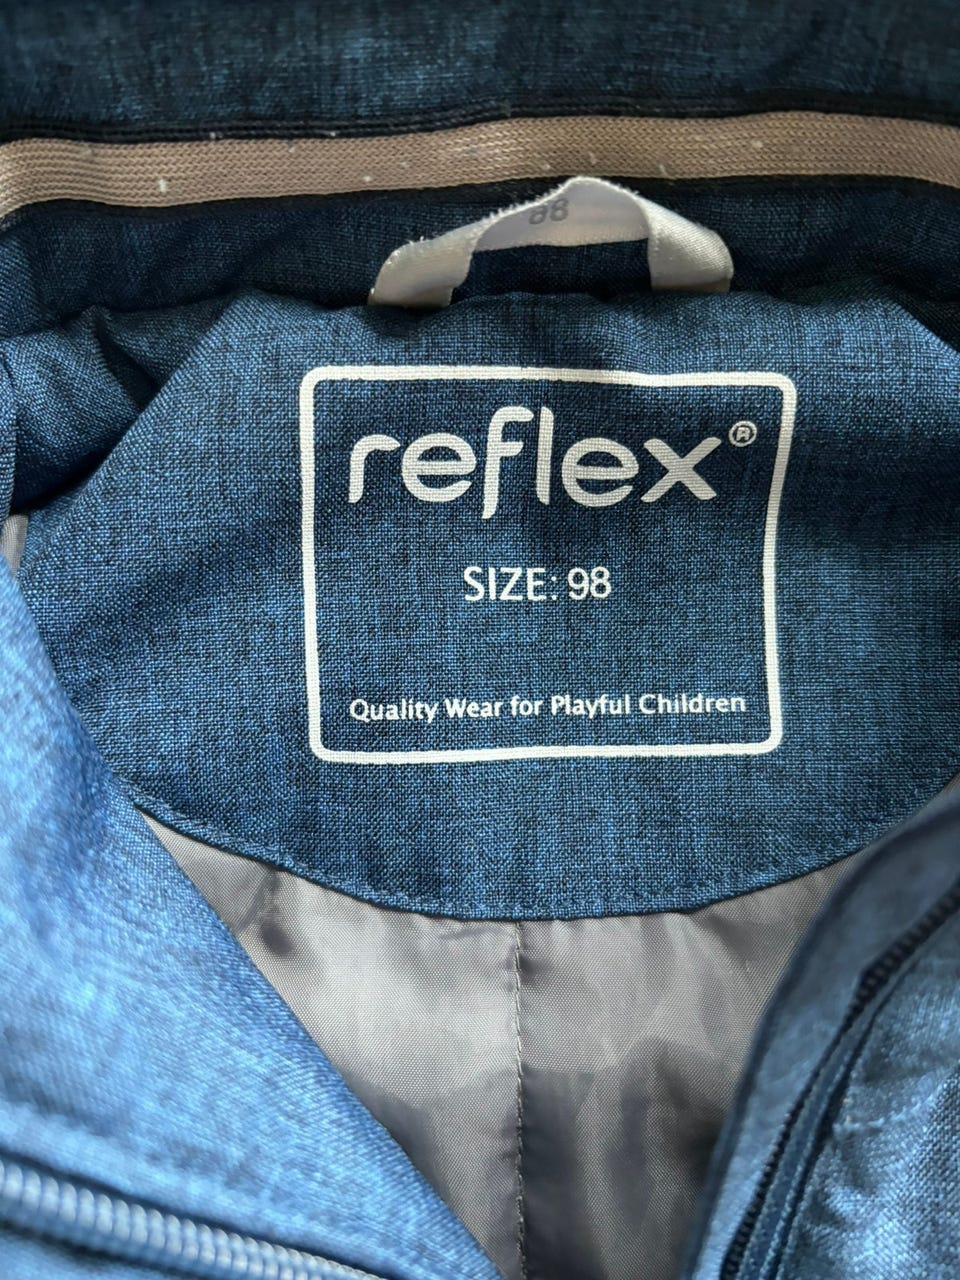 98
reflex®
SIZE: 98
Quality Wear for Playful Children